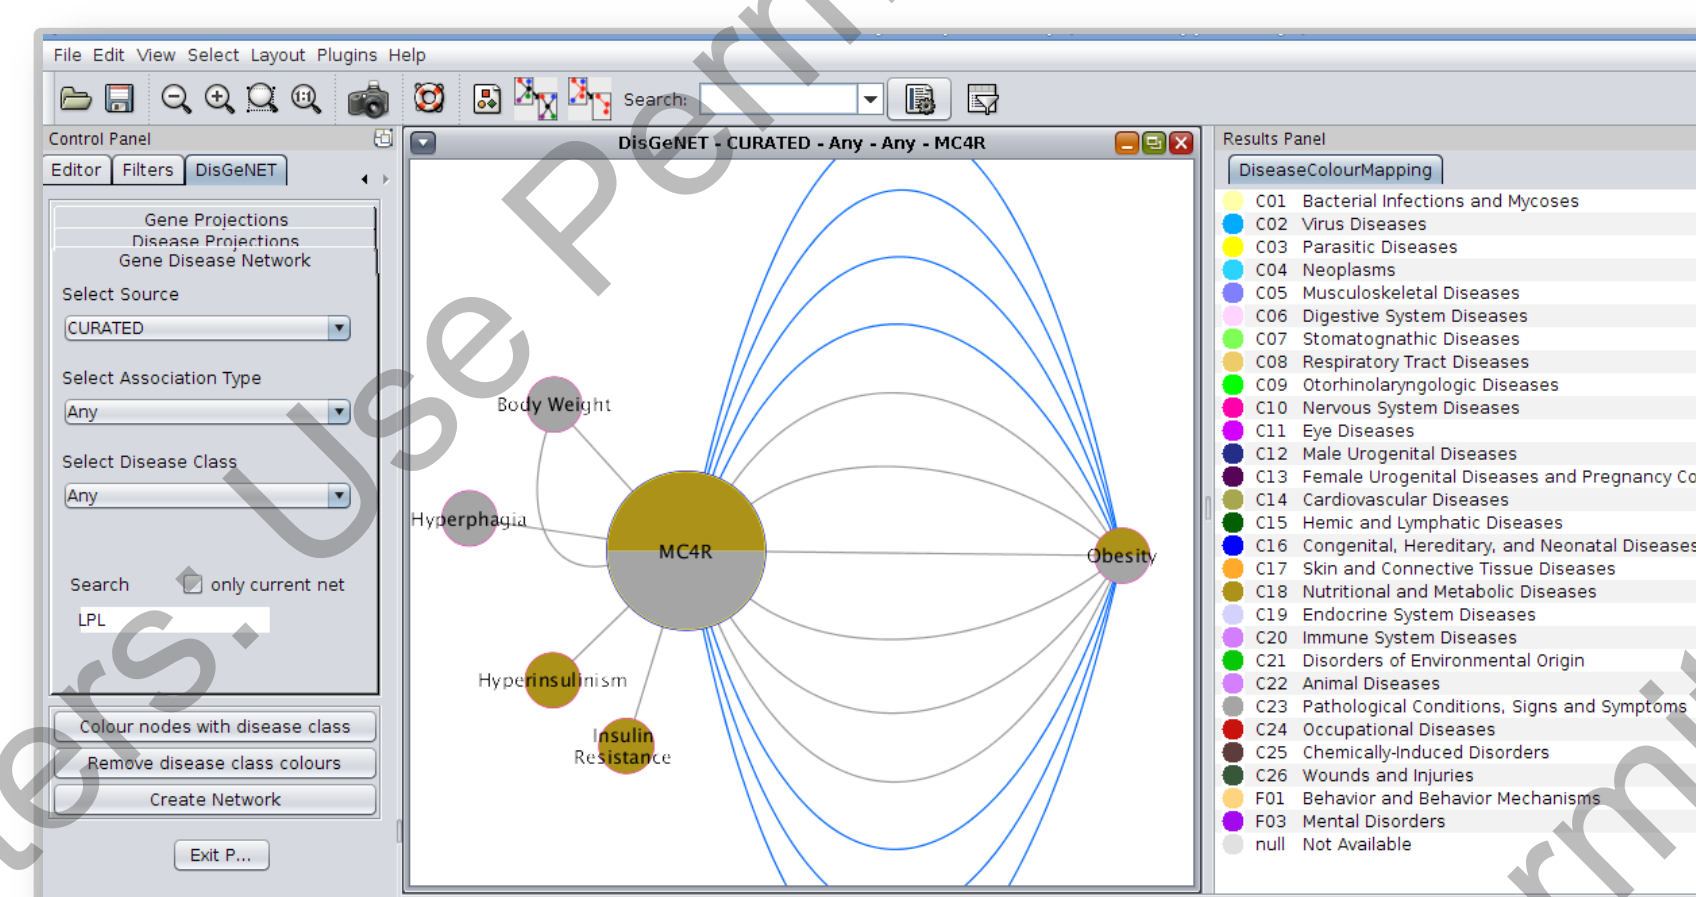 File Edit View Select Layout Plugins Help
Search:
Control Panel
Editor Filters DisGeNET
Gene Projections
Disease Projections
Gene Disease Network
Select Source
CURATED
Select Association Type
Any
Select Disease Class
Any
Search only current net
LPL
Colour nodes with disease class
Remove disease class colours
Create Network
Exit P...
DisGeNET - CURATED - Any - Any - MC4R
Body Weight
Hyperphagia
MC4R
Obesity
Hyperinsulinism
Insulin
Resistance
Results Panel
DiseaseColourMapping
C01 Bacterial Infections and Mycoses
C02 Virus Diseases
C03 Parasitic Diseases
C04 Neoplasms
C05 Musculoskeletal Diseases
C06 Digestive System Diseases
C07 Stomatognathic Diseases
C08 Respiratory Tract Diseases
C09 Otorhinolaryngologic Diseases
C10 Nervous System Diseases
C11 Eye Diseases
C12 Male Urogenital Diseases
C13 Female Urogenital Diseases and Pregnancy Co
C14 Cardiovascular Diseases
C15 Hemic and Lymphatic Diseases
C16 Congenital, Hereditary, and Neonatal Diseases
C17 Skin and Connective Tissue Diseases
C18 Nutritional and Metabolic Diseases
C19 Endocrine System Diseases
C20 Immune System Diseases
C21 Disorders of Environmental Origin
C22 Animal Diseases
C23 Pathological Conditions, Signs and Symptoms
C24 Occupational Diseases
C25 Chemically-Induced Disorders
C26 Wounds and Injuries
F01 Behavior and Behavior Mechanisms
F03 Mental Disorders
null Not Available
ters. Use Perm
rmit